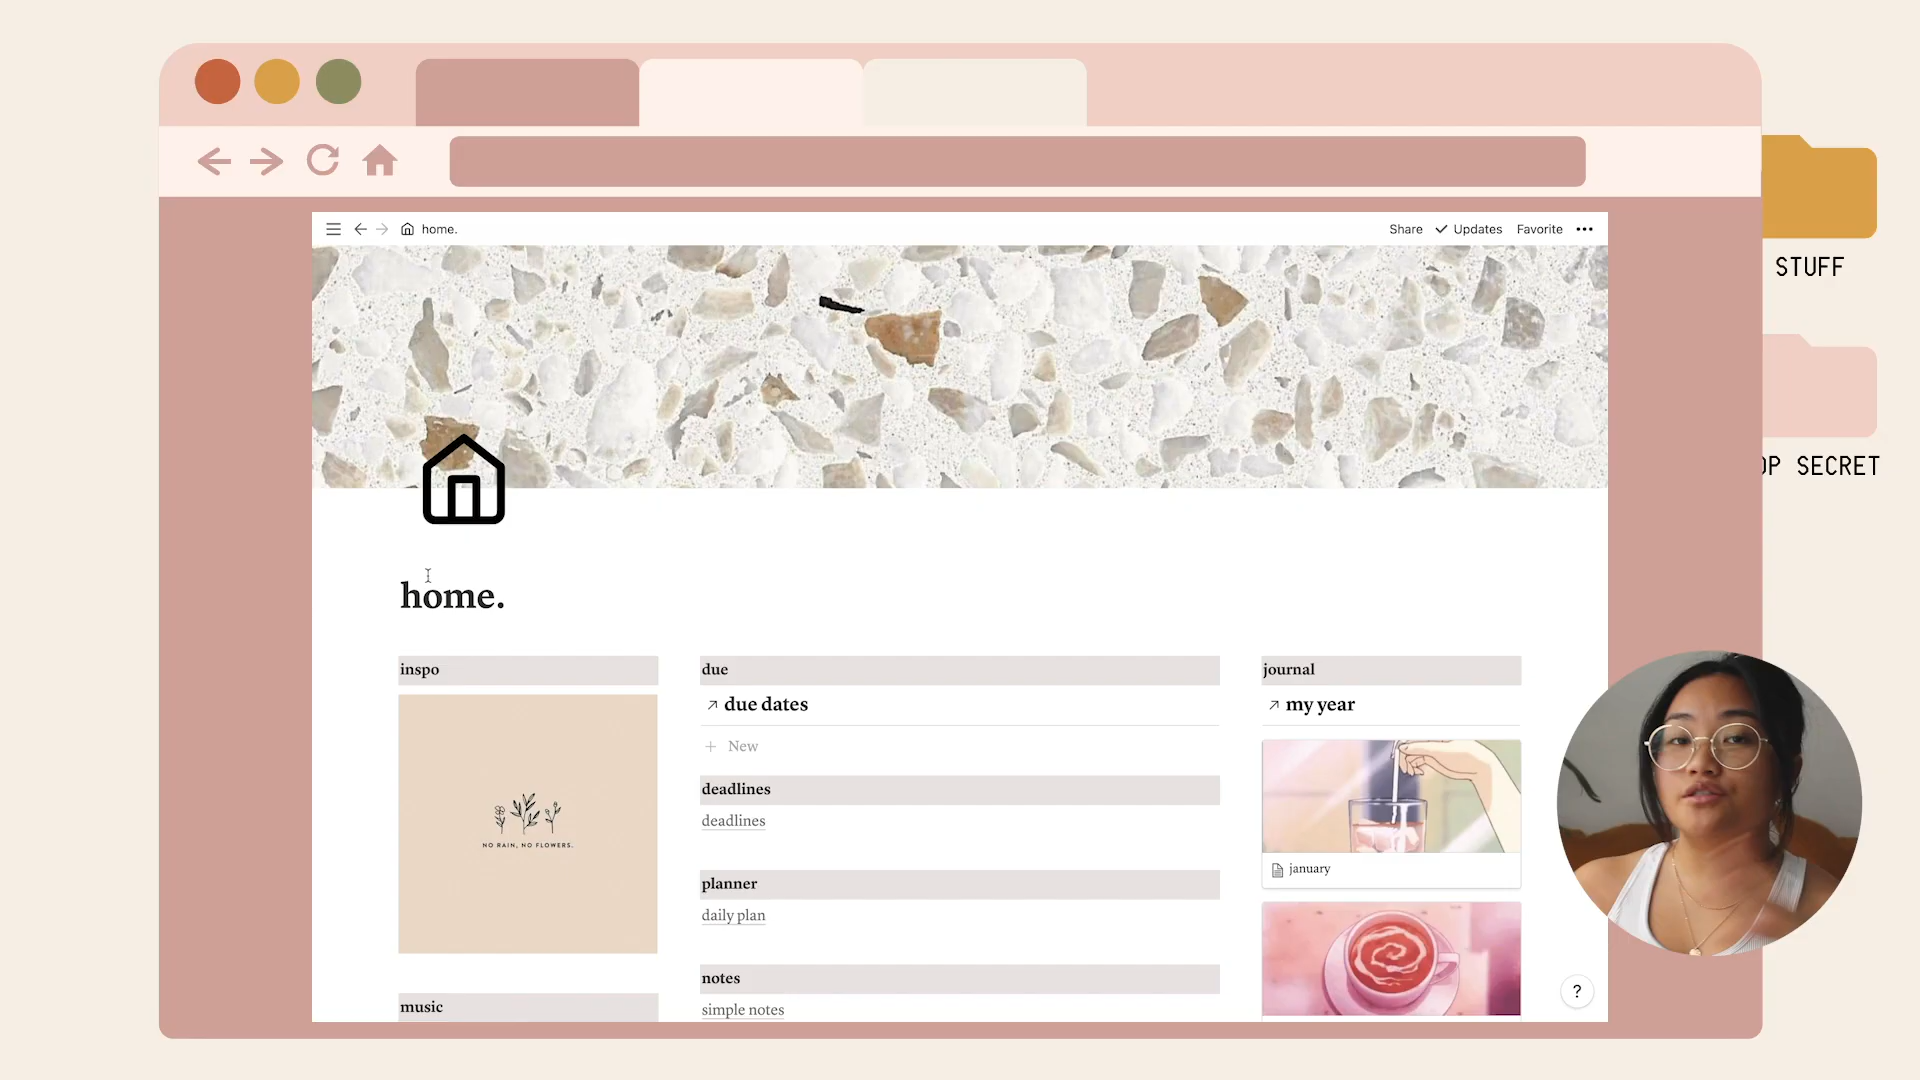 home.
Share
Updates
Favorite
STUFF
OP SECRET
home.
inspo
NO RAIN, NO FLOWERS.
music
due
due dates
New
deadlines
deadlines
planner
daily plan
notes
simple notes
journal
my year
january
?